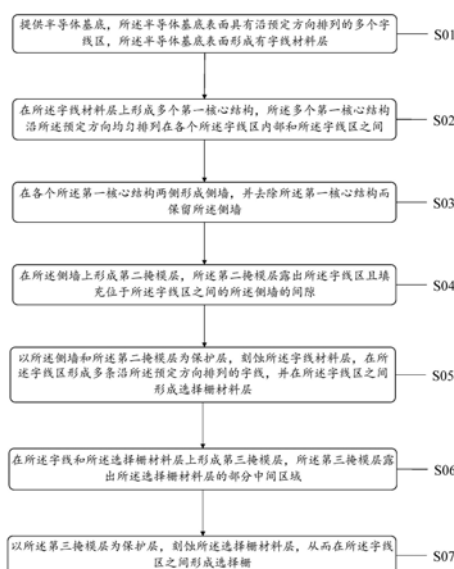 提供半导体基底，所述半导体基底表面具有沿预定方向排列的多个字
线区，所述半导体基底表面形成有字线材料层
S01
在所述字线材料层上形成多个第一核心结构，所述多个第一核心结构
沿所述预定方向均匀排列在各个所述字线区内部和所述字线区之间
S02
在各个所述第一核心结构两侧形成侧墙，并去除所述第一核心结构而
保留所述侧墙
S03
在所述侧墙上形成第二掩模层，所述第二掩模层露出所述字线区且填
充位于所述字线区之间的所述侧墙的间隙
S04
以所述侧墙和所述第二掩模层为保护层，刻蚀所述字线材料层，在所
述字线区形成多条沿所述预定方向排列的字线，并在所述字线区之间
形成选择栅材料层
S05
在所述字线和所述选择栅材料层上形成第三掩模层，所述第三掩模层露
出所述选择栅材料层的部分中间区域
S06
以所述第三掩模层为保护层，刻蚀所述选择栅材料层，从而在所述字线
区之间形成选择栅
S07